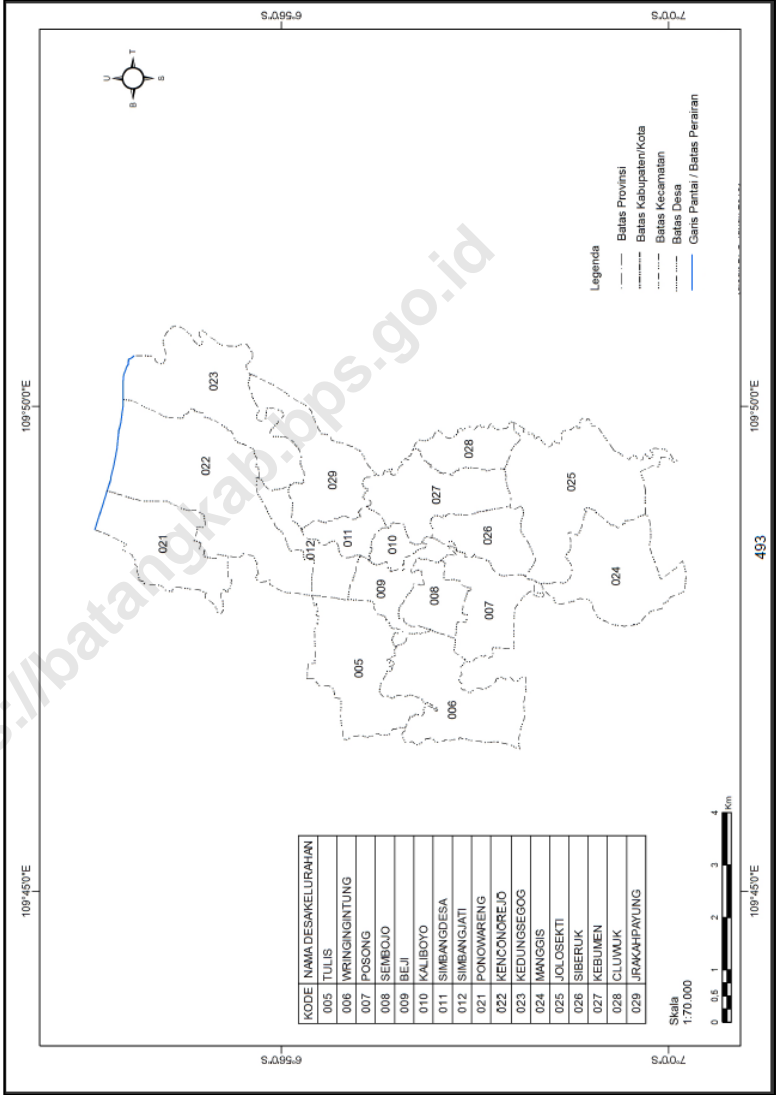 6°56'0"S
7°0'0"S
U
B
T
S
109°50'0"E
109°45'0"E
Legenda
Batas Provinsi
Batas Kabupaten/Kota
Batas Kecamatan
Batas Desa
Garis Pantai / Batas Perairan
021
022
023
012
011
029
010
009
005
008
027
028
006
007
026
025
024
s://batangkab.bps.go.id
KODE NAMA DESA/KELURAHAN
005 TULIS
006 WRINGINGINTUNG
007 POSONG
008 SEMBOJO
009 BEJI
010 KALIBOYO
011 SIMBANGDESA
012 SIMBANGJATI
021 PONOWARENG
022 KENCONOREJO
023 KEDUNGSEGOG
024 MANGGIS
025 JOLOSEKTI
026 SIBERUK
027 KEBUMEN
028 CLUWUK
029 JRAKAHPAYUNG
Skala
1:70.000
0 0,5 1 2 3 4
Km
109°50'0"E
109°45'0"E
6°56'0"S
7°0'0"S
493